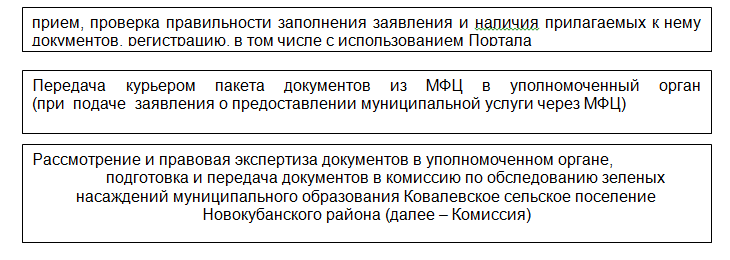 прием, проверка правильности заполнения заявления и наличия прилагаемых к нему
документов, регистрацию, в том числе с использованием Портала
Передача курьером пакета документов из МФЦ в уполномоченный орган
(при подаче заявления о предоставлении муниципальной услуги через МФЦ)
Рассмотрение и правовая экспертиза документов в уполномоченном органе,
подготовка и передача документов в комиссию по обследованию зеленых
насаждений муниципального образования Ковалевское сельское поселение
Новокубанского района (далее – Комиссия)